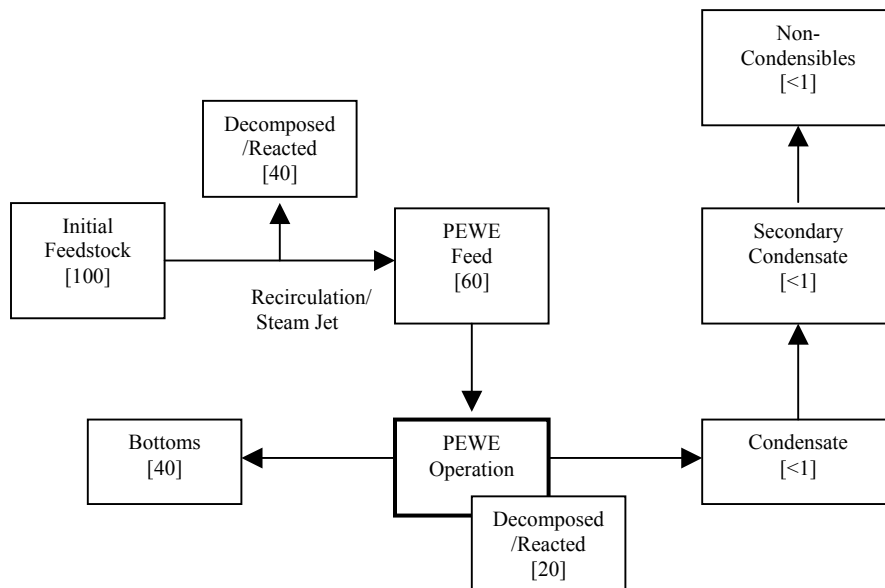 Non-
Condensibles
[<1]
Decomposed
/Reacted
[40]
Initial
Feedstock
[100]
PEWE
Feed
[60]
Secondary
Condensate
[<1]
Recirculation/
Steam Jet
Bottoms
[40]
PEWE
Operation
Condensate
[<1]
Decomposed
/Reacted
[20]